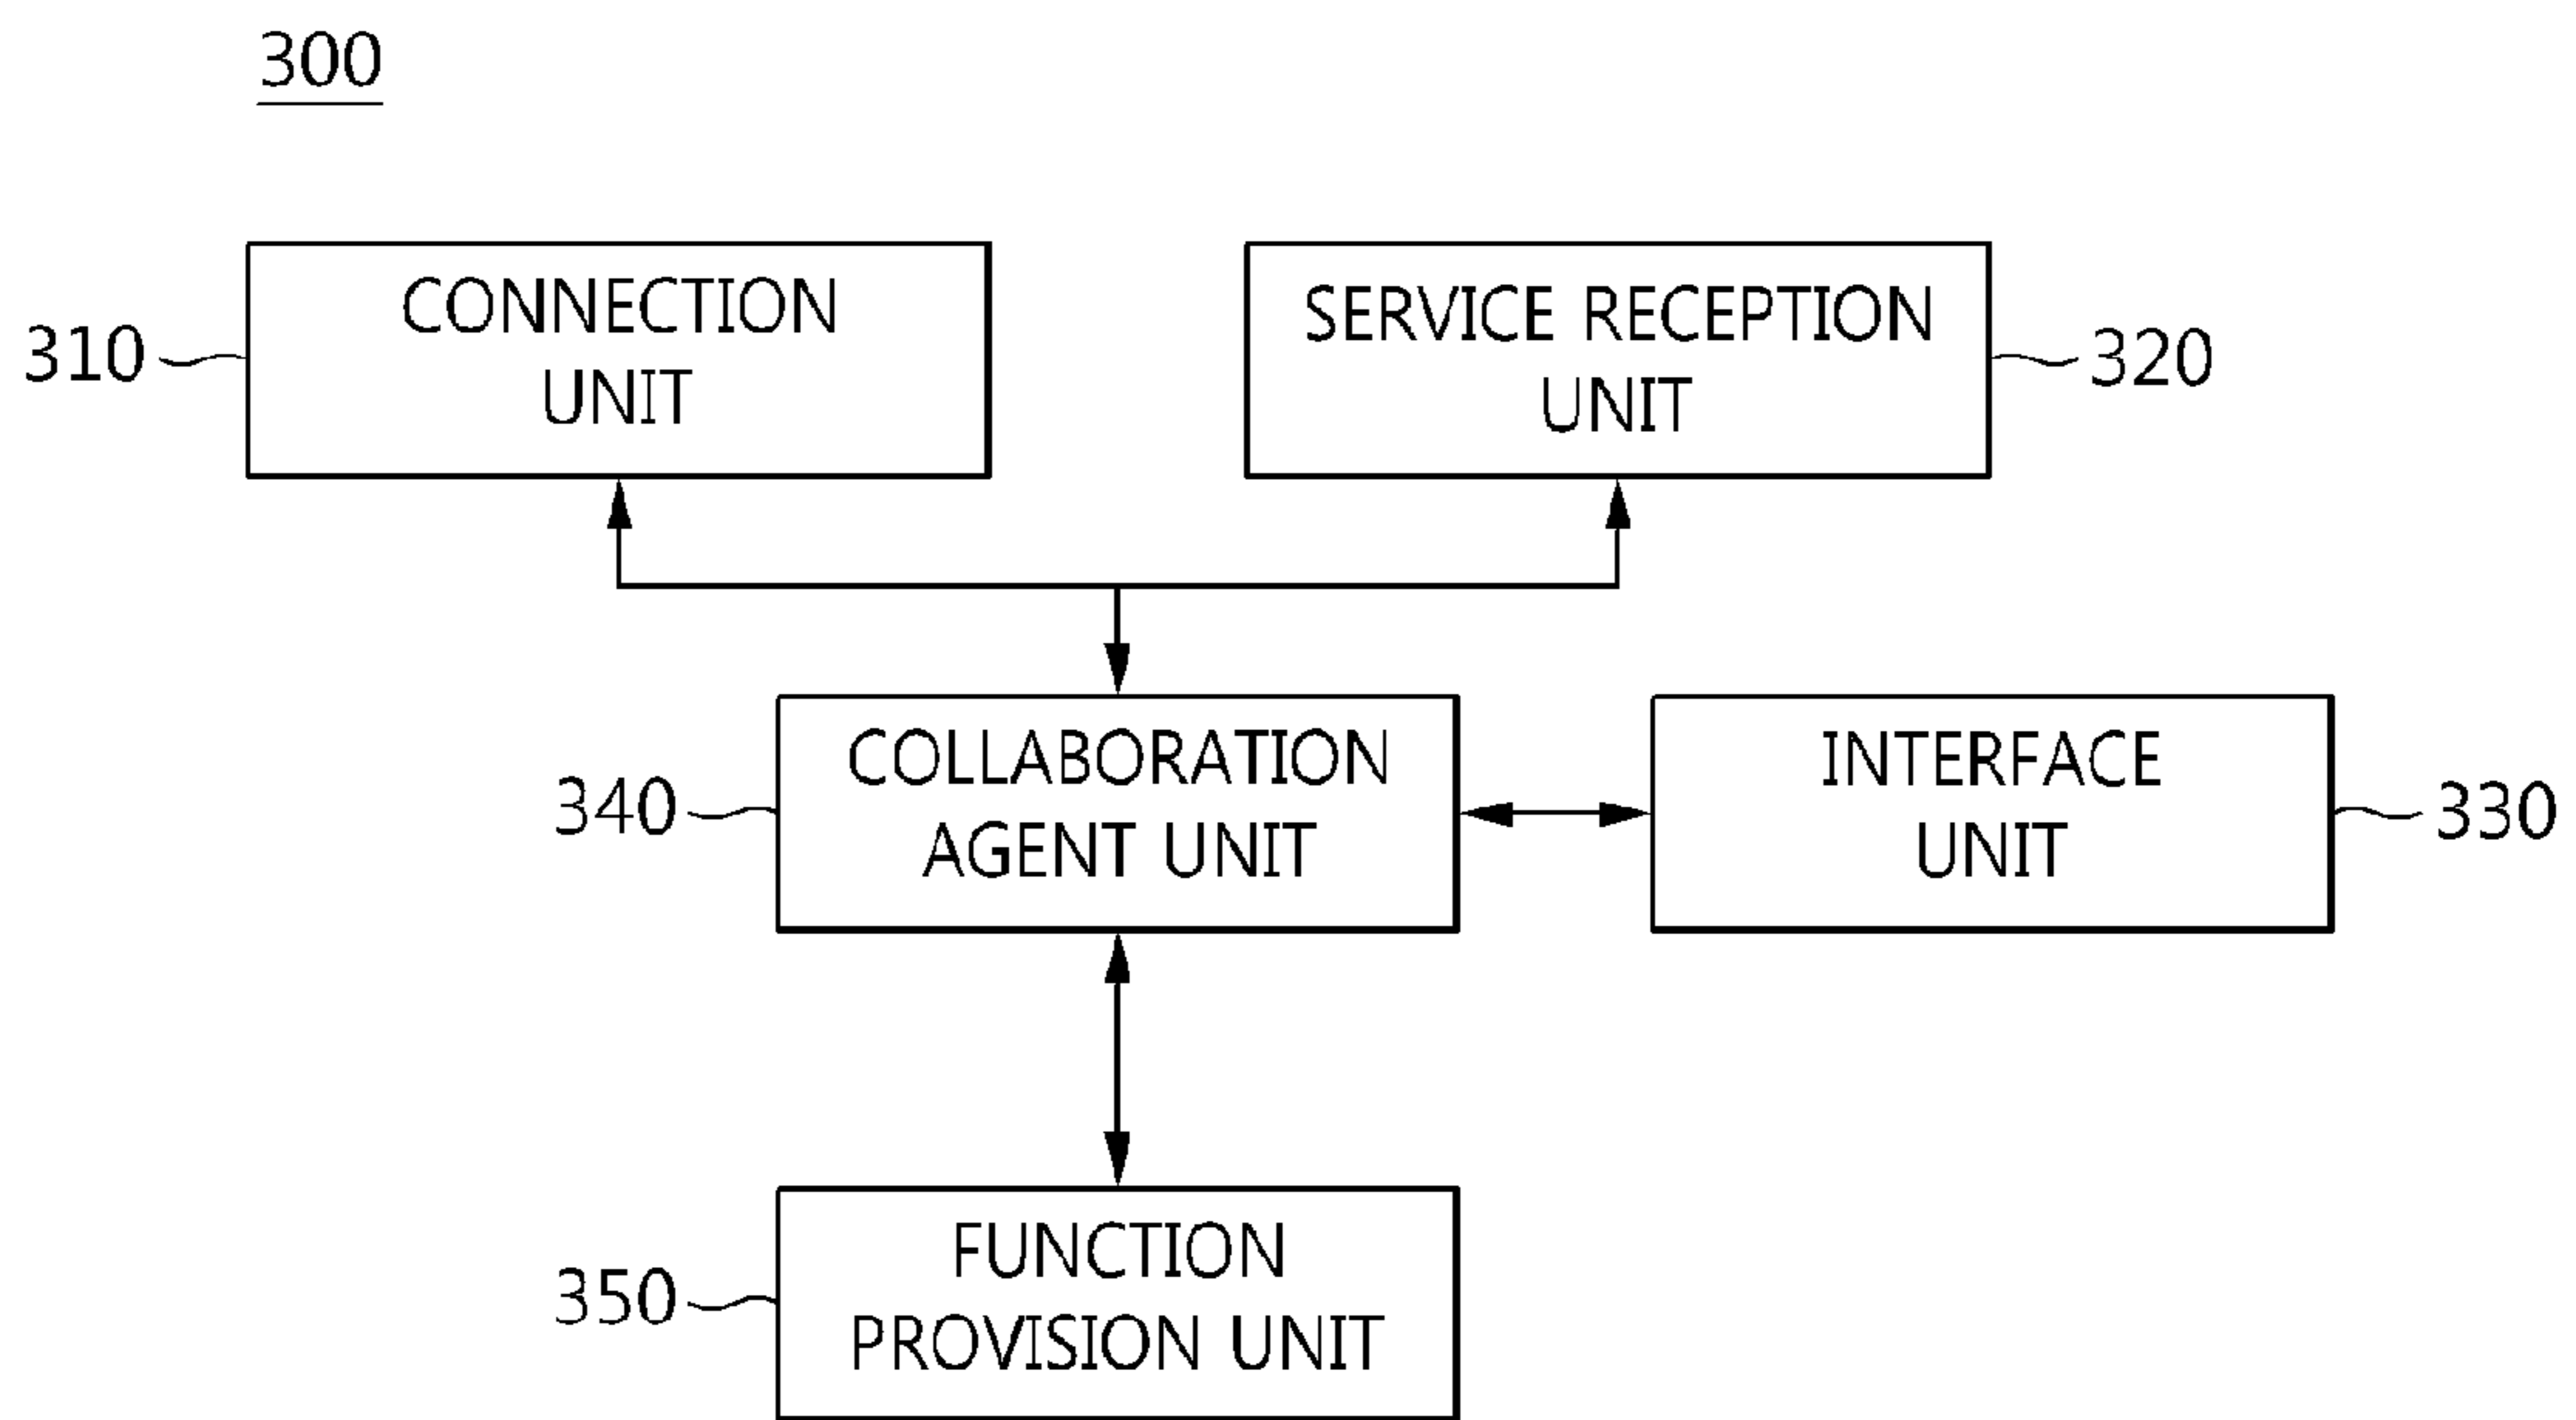 300
CONNECTION
UNIT
310
SERVICE RECEPTION
UNIT
320
COLLABORATION
AGENT UNIT
340
INTERFACE
UNIT
330
FUNCTION
PROVISION UNIT
350